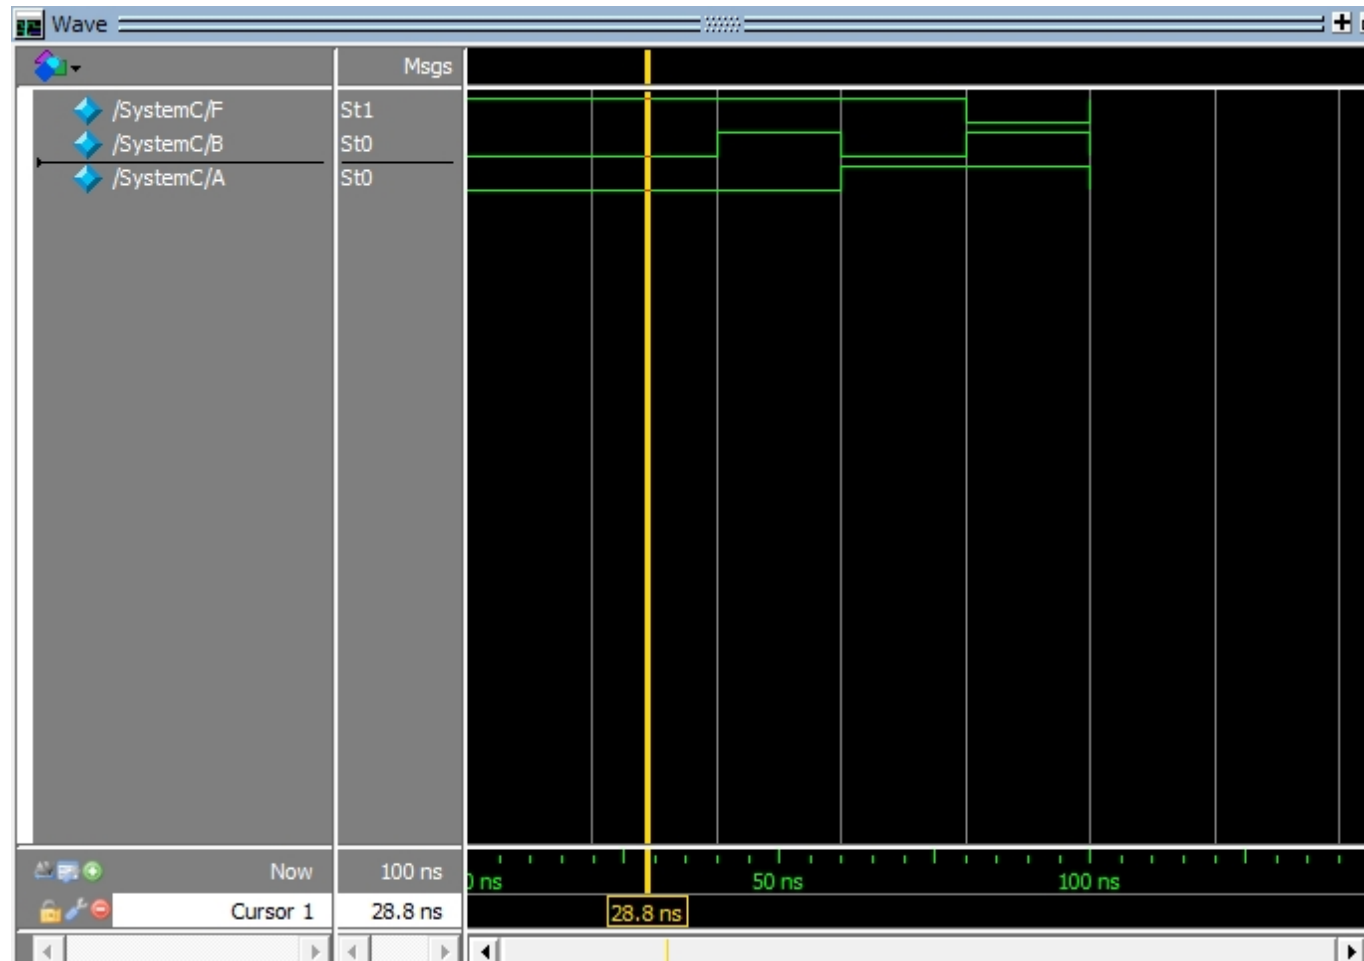 Wave
Msgs
/SystemC/F St1
/SystemC/B St0
/SystemC/A St0
Now 100 ns
ns 50 ns 100 ns
Cursor 1 28.8 ns 28.8 ns